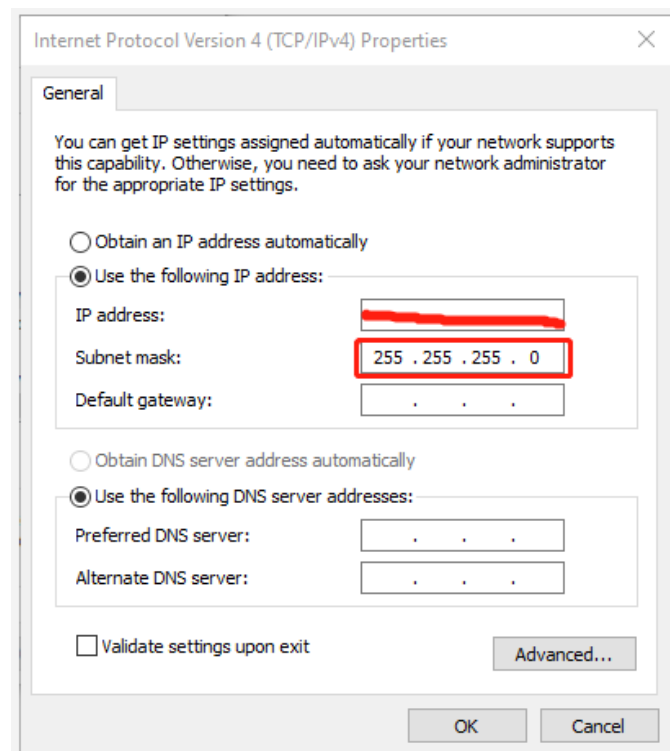 Internet Protocol Version 4 (TCP/IPv4) Properties
General
You can get IP settings assigned automatically if your network supports
this capability. Otherwise, you need to ask your network administrator
for the appropriate IP settings.
Obtain an IP address automatically
Use the following IP address:
IP address:
Subnet mask: 255 . 255 . 255 . 0
Default gateway: . . .
Obtain DNS server address automatically
Use the following DNS server addresses:
Preferred DNS server: . . .
Alternate DNS server: . . .
Validate settings upon exit
Advanced...
OK Cancel